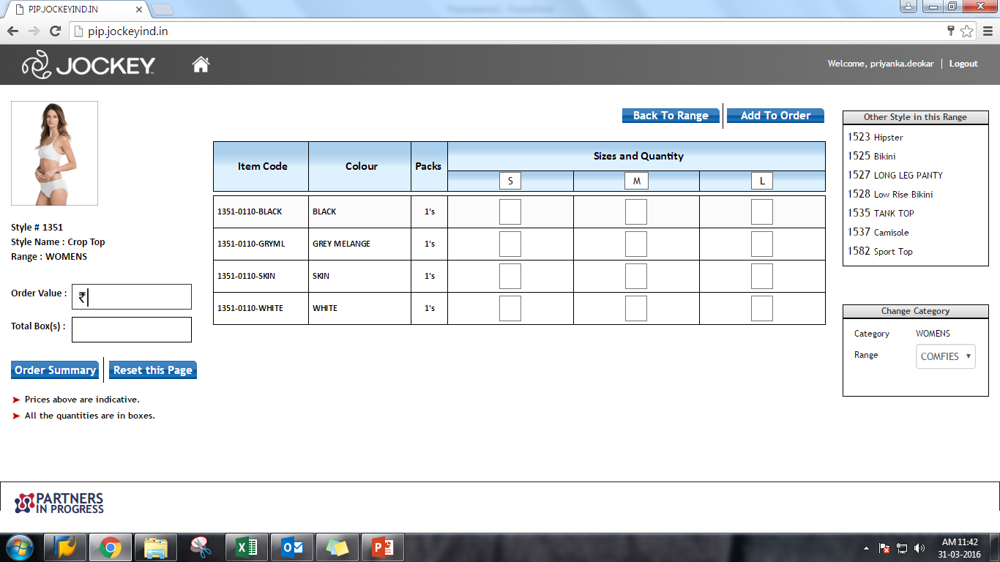 PIP.JOCKEYIND.IN
pip.jockeyind.in
JOCKEY
Welcome, priyanka.deokar | Logout
Back To Range
Add To Order
Style # 1351
Style Name : Crop Top
Range : WOMENS
Order Value : ₹
Total Box(s) :
Order Summary
Reset this Page
Prices above are indicative.
All the quantities are in boxes.
Item Code Colour Packs Sizes and Quantity
S M L
1351-0110-BLACK BLACK 1's
1351-0110-GRYML GREY MELANGE 1's
1351-0110-SKIN SKIN 1's
1351-0110-WHITE WHITE 1's
Other Style in this Range
1523 Hipster
1525 Bikini
1527 LONG LEG PANTY
1528 Low Rise Bikini
1535 TANK TOP
1537 Camisole
1582 Sport Top
Change Category
Category WOMENS
Range COMFIES
PARTNERS
IN PROGRESS
AM 11:42
31-03-2016